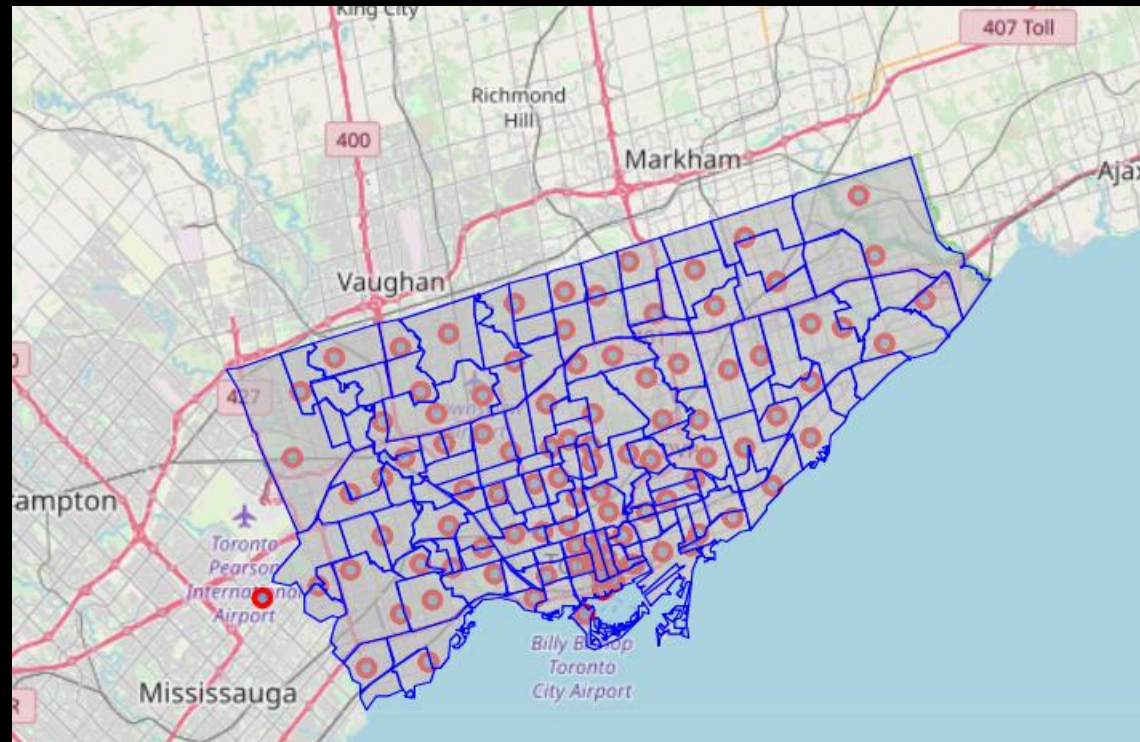 King City
407 Toll
Richmond
Hill
400
Markham
Ajax
Vaughan
427
rampton
Toronto
Pearson
International
Airport
Mississauga
Billy Bishop
Toronto
City Airport
R